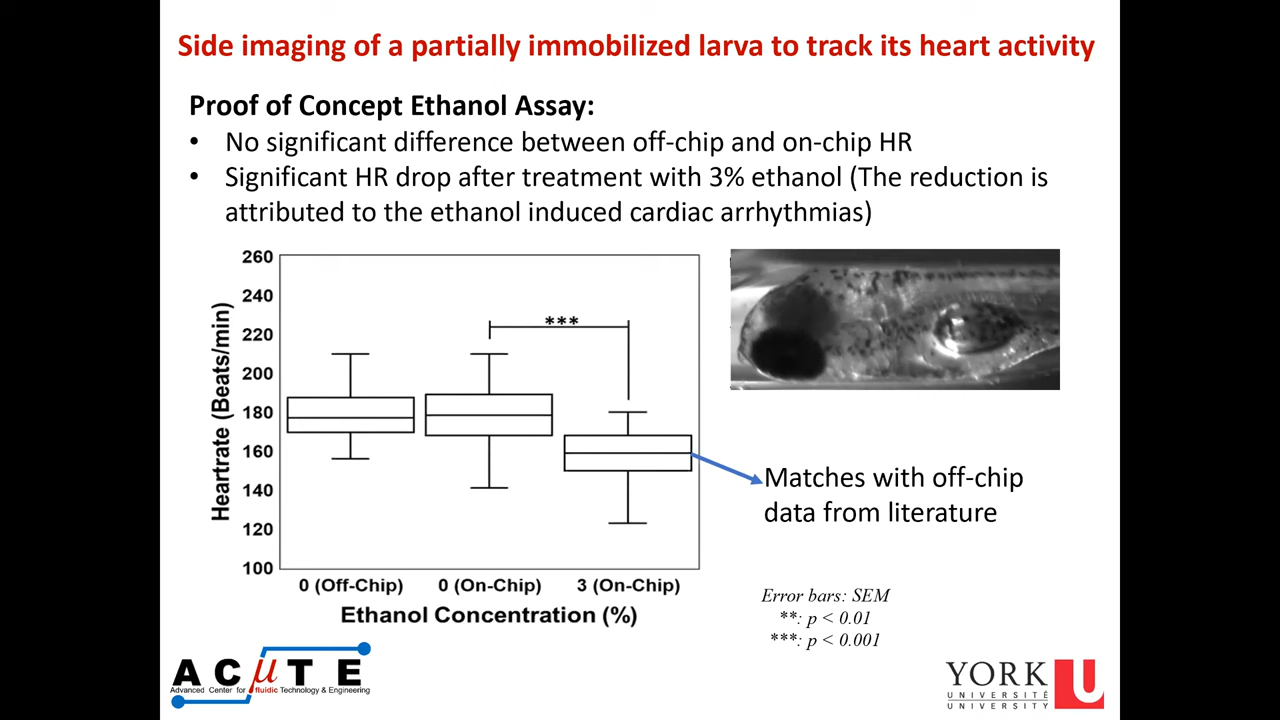 Side imaging of a partially immobilized larva to track its heart activity
Proof of Concept Ethanol Assay:
• No significant difference between off-chip and on-chip HR
• Significant HR drop after treatment with 3% ethanol (The reduction is
attributed to the ethanol induced cardiac arrhythmias)
260
240
220
200
180
160
140
120
100
Heartrate (Beats/min)
***
0 (Off-Chip) 0 (On-Chip) 3 (On-Chip)
Ethanol Concentration (%)
Matches with off-chip
data from literature
Error bars: SEM
**: p < 0.01
***: p < 0.001
ACμTE
Advanced Center for μfluidic Technology & Engineering
YORK U
UNIVERSITÉ
UNIVERSITY